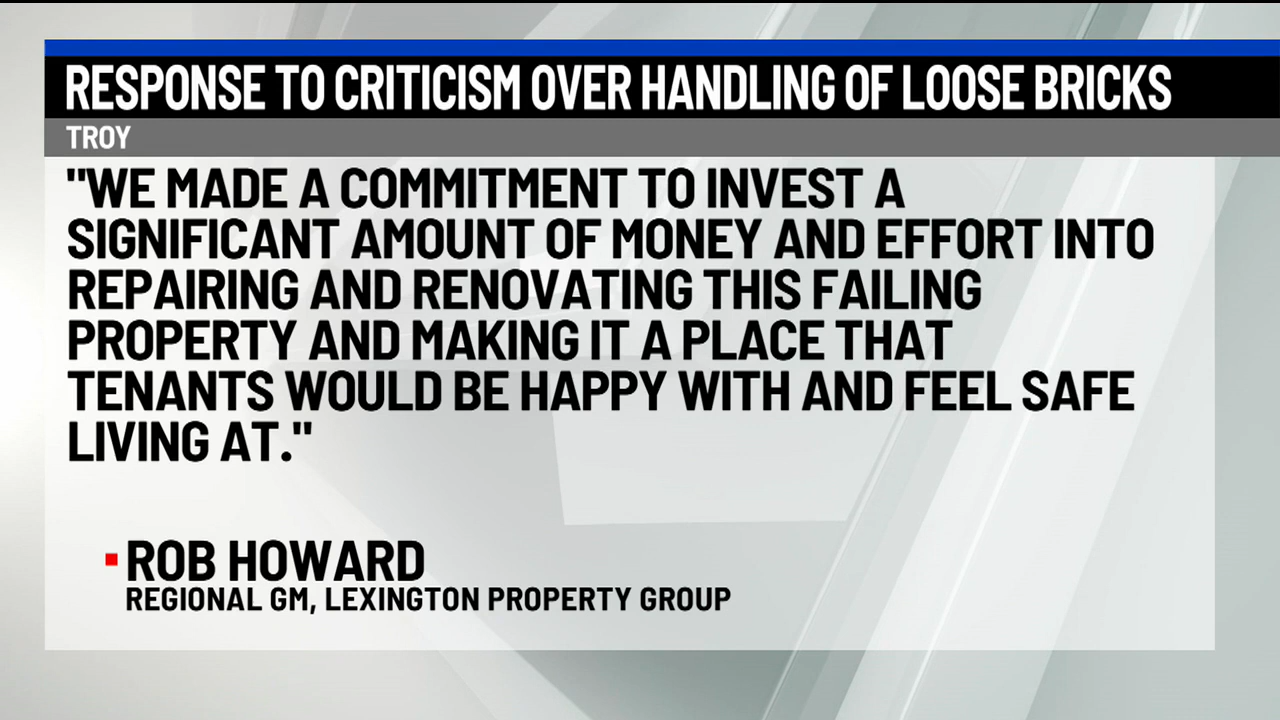 RESPONSE TO CRITICISM OVER HANDLING OF LOOSE BRICKS
TROY
"WE MADE A COMMITMENT TO INVEST A
SIGNIFICANT AMOUNT OF MONEY AND EFFORT INTO
REPAIRING AND RENOVATING THIS FAILING
PROPERTY AND MAKING IT A PLACE THAT
TENANTS WOULD BE HAPPY WITH AND FEEL SAFE
LIVING AT."
ROB HOWARD
REGIONAL GM, LEXINGTON PROPERTY GROUP